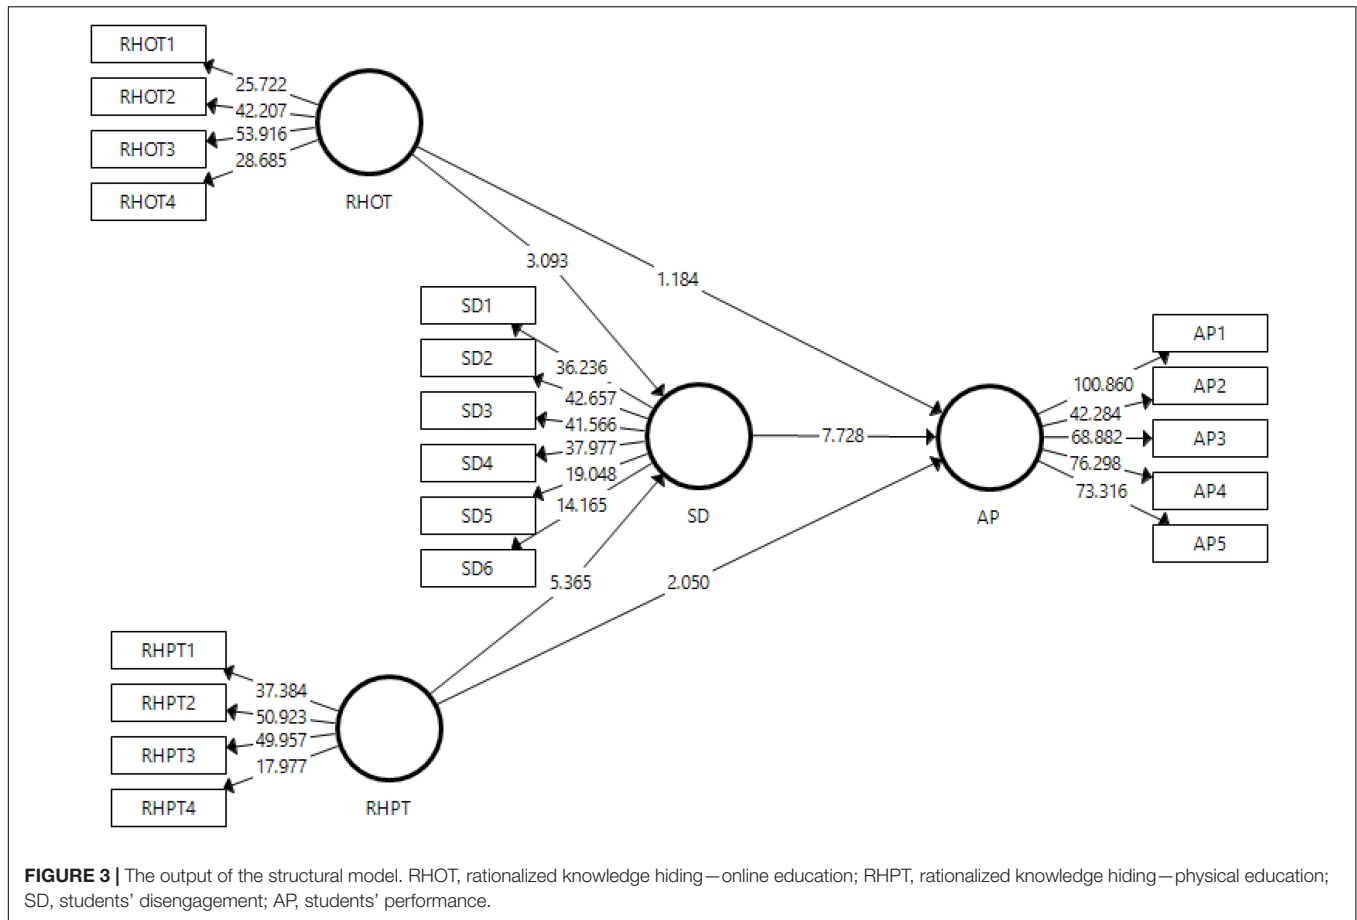 RHOT1
RHOT2
RHOT3
RHOT4
25.722
42.207
53.916
28.685
RHOT
3.093
1.184
SD1
SD2
SD3
SD4
SD5
SD6
36.236
42.657
41.566
37.977
19.048
14.165
SD
7.728
AP1
AP2
AP3
AP4
AP5
100.860
42.284
68.882
76.298
73.316
AP
5.365
2.050
RHPT1
RHPT2
RHPT3
RHPT4
37.384
50.923
49.957
17.977
RHPT
FIGURE 3 | The output of the structural model. RHOT, rationalized knowledge hiding—online education; RHPT, rationalized knowledge hiding—physical education;
SD, students’ disengagement; AP, students’ performance.